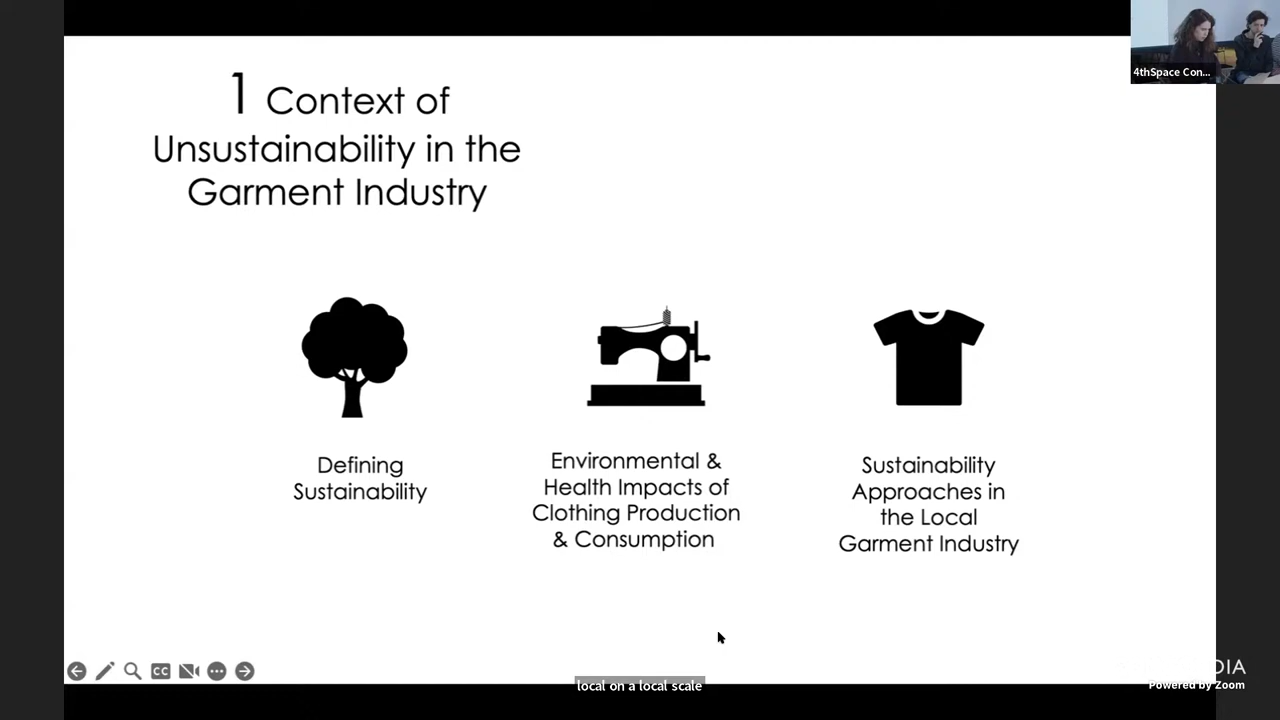 1 Context of
Unsustainability in the
Garment Industry
Defining
Sustainability
Environmental &
Health Impacts of
Clothing Production
& Consumption
Sustainability
Approaches in
the Local
Garment Industry
4thSpace Con...
CC
local on a local scale
Powered by Zoom